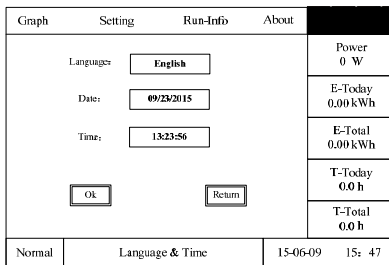 Graph Setting Run-Info About
Language: English
Date: 09/23/2015
Time: 13:23:56
Ok Return
Power
0 W
E-Today
0.00 kWh
E-Total
0.00 kWh
T-Today
0.0 h
T-Total
0.0 h
Normal Language & Time 15-06-09 15: 47